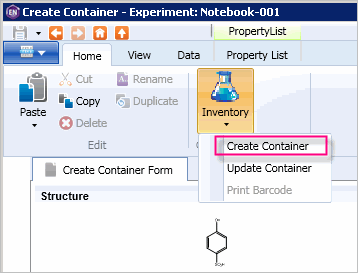 EN Create Container - Experiment: Notebook-001
PropertyList
Home View Data Property List
Paste
Cut
Copy
Delete
Rename
Duplicate
Edit
Inventory
Create Container
Update Container
Print Barcode
Create Container Form
Structure